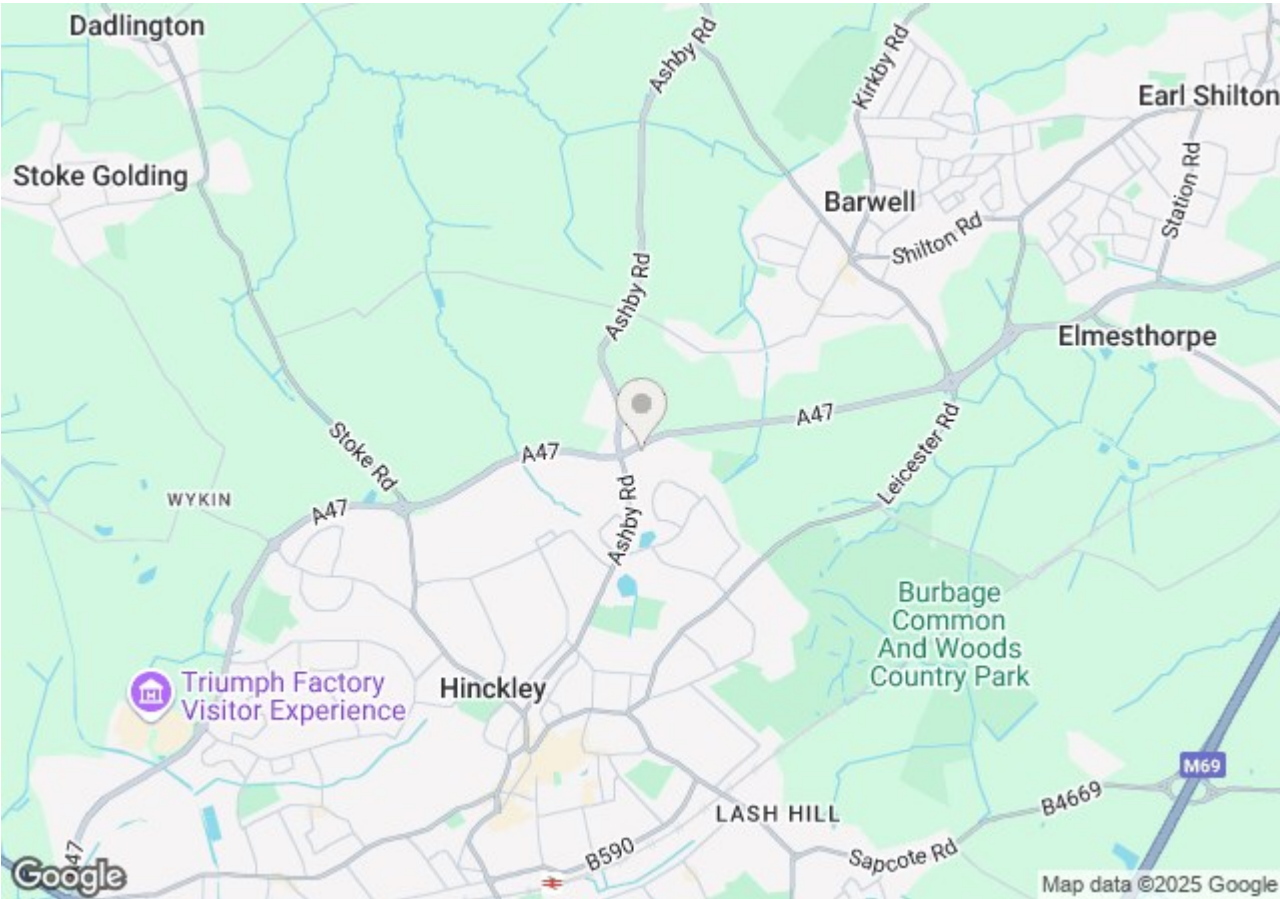 Dadlington
Ashby Rd
Kirkby Rd
Earl Shilton
Stoke Golding
Station Rd
Barwell
Shilton Rd
Ashby Rd
Elmesthorpe
A47
Stoke Rd
A47
Leicester Rd
WYKIN
A47
Ashby Rd
Burbage
Common
And Woods
Country Park
Triumph Factory
Visitor Experience
Hinckley
M69
B4669
LASH HILL
B590
Sapcote Rd
47
Google
Map data ©2025 Google